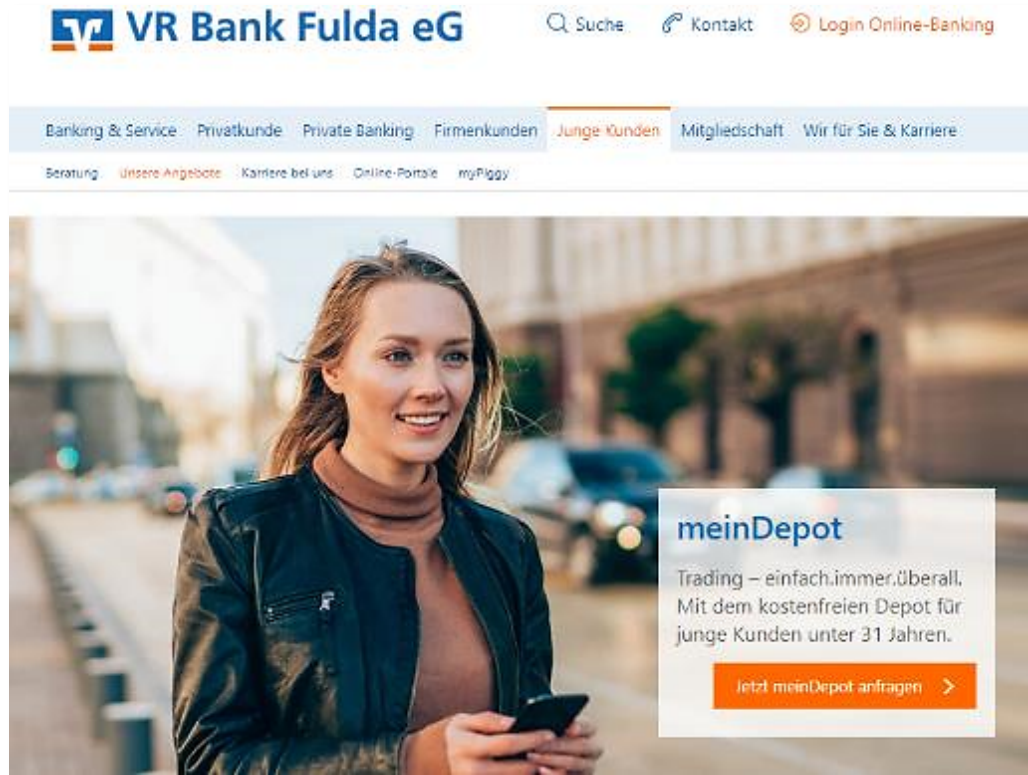 VR Bank Fulda eG
Suche Kontakt Login Online-Banking
Banking & Service Privatkunde Private Banking Firmenkunden Junge Kunden Mitgliedschaft Wir für Sie & Karriere
Beratung Unsere Angebote Karriere bei uns Online-Portale myPiggy
meinDepot
Trading – einfach.immer.überall.
Mit dem kostenfreien Depot für
junge Kunden unter 31 Jahren.
Jetzt meinDepot anfragen